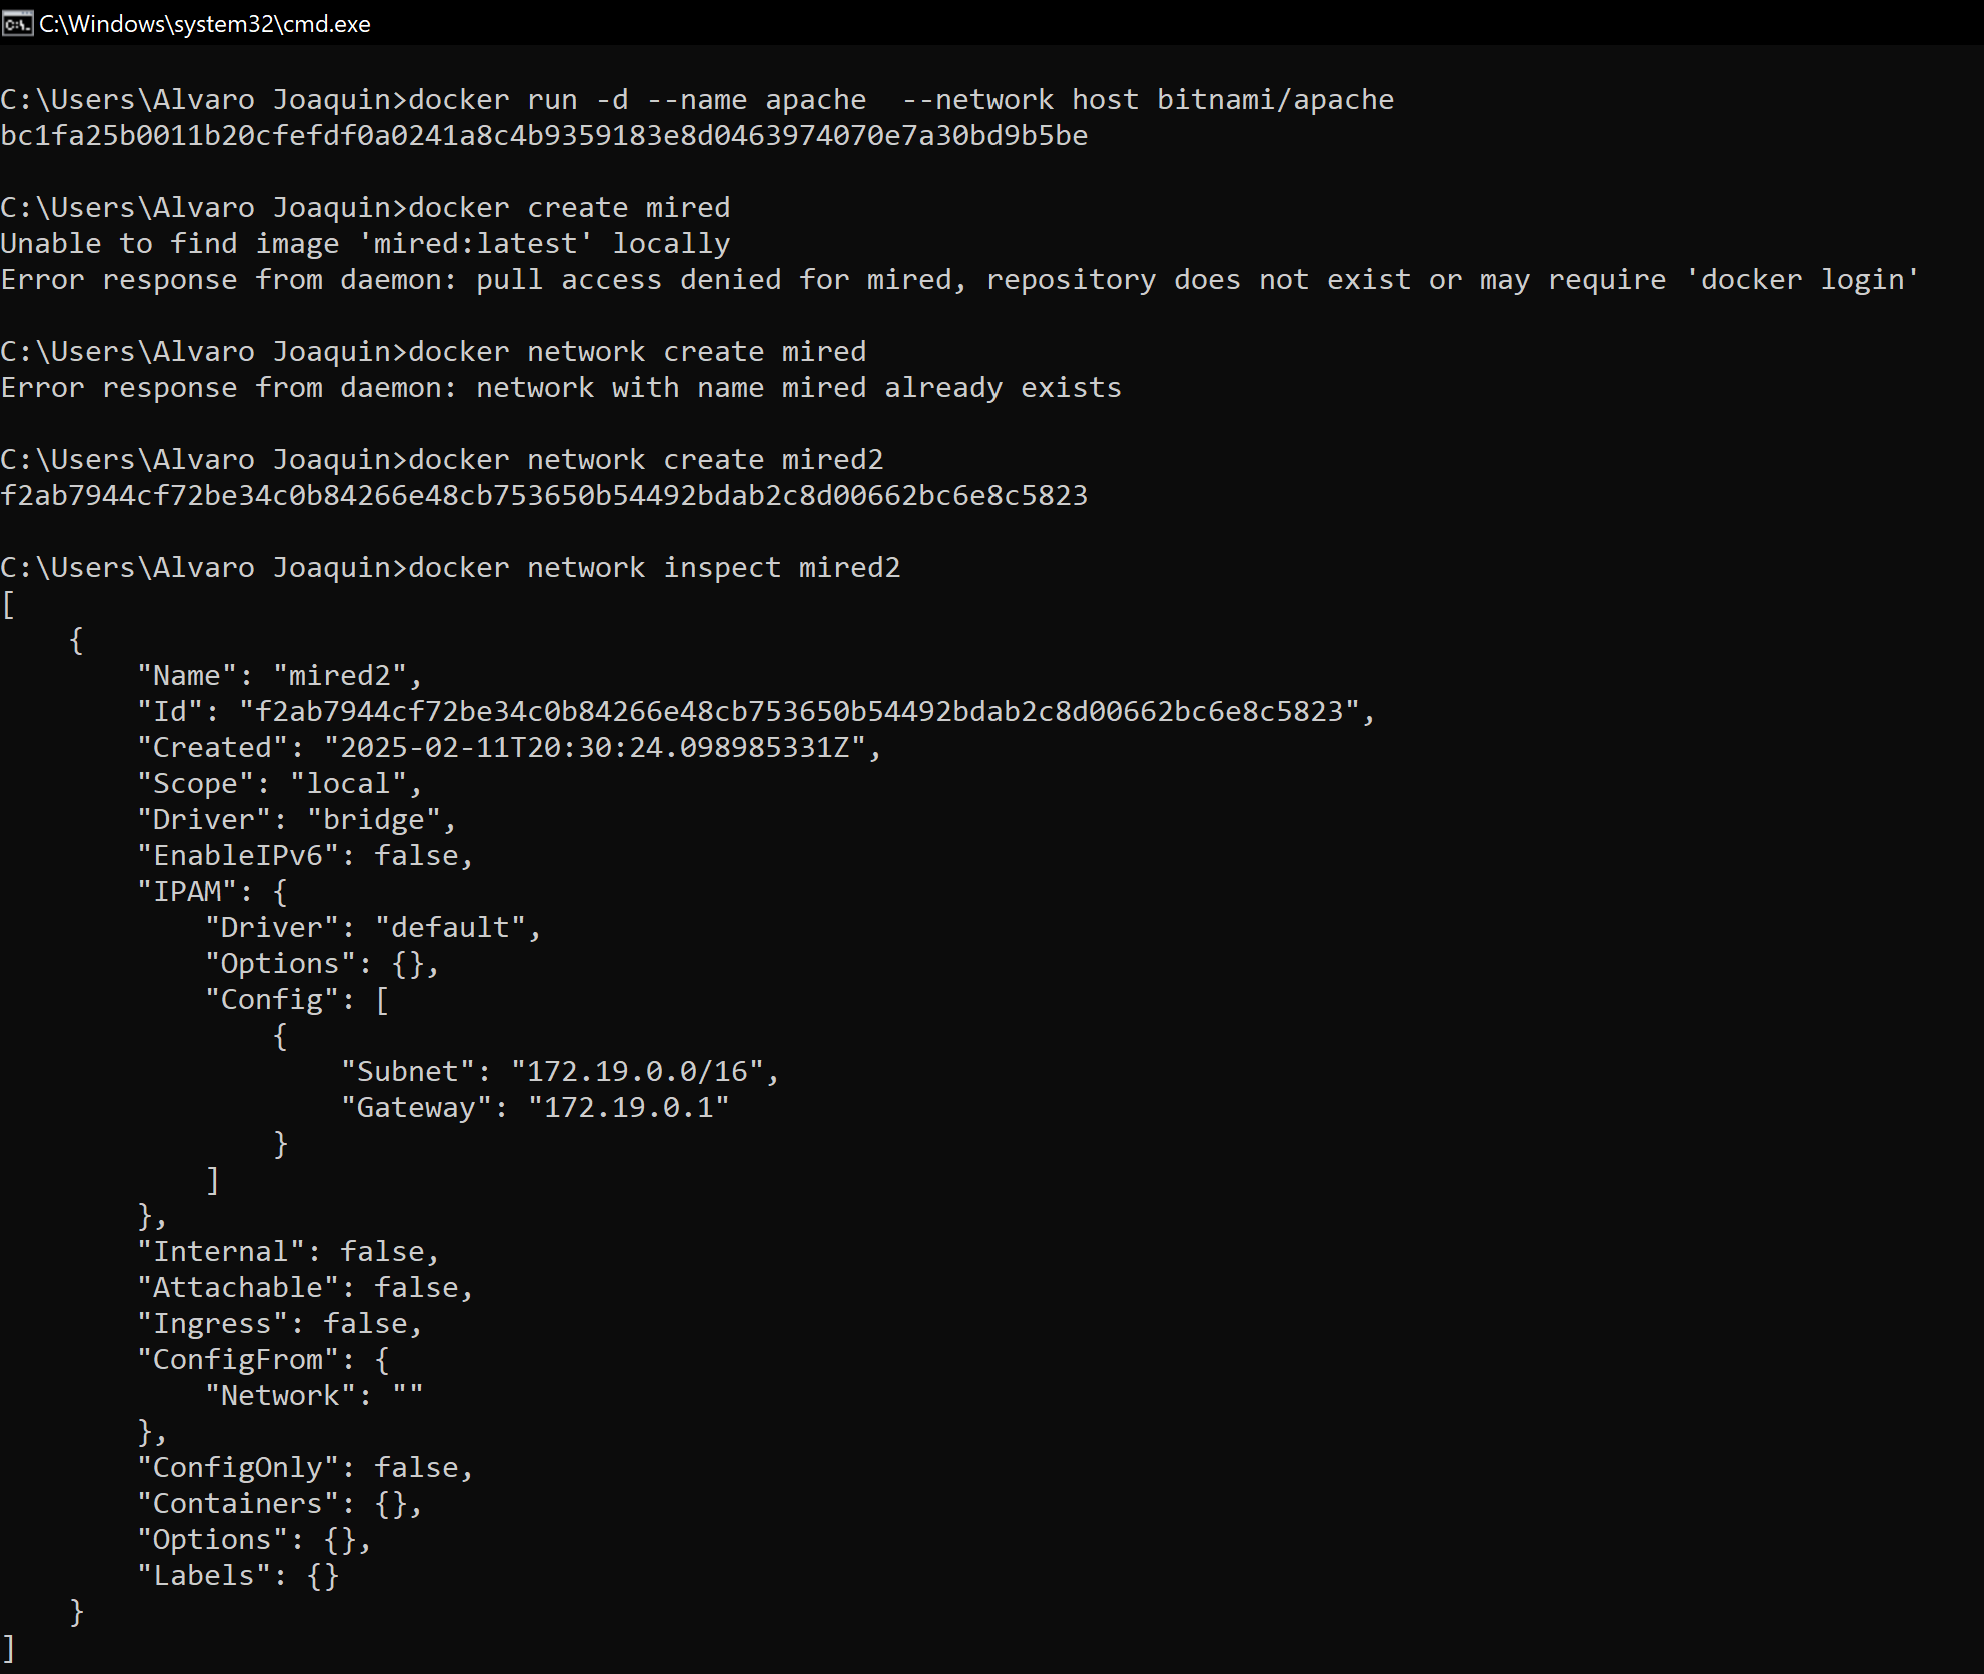 C:\Windows\system32\cmd.exe
C:\Users\Alvaro Joaquin>docker run -d --name apache  --network host bitnami/apache
bc1fa25b0011b20cfefdf0a0241a8c4b9359183e8d0463974070e7a30bd9b5be
C:\Users\Alvaro Joaquin>docker create mired
Unable to find image 'mired:latest' locally
Error response from daemon: pull access denied for mired, repository does not exist or may require 'docker login'
C:\Users\Alvaro Joaquin>docker network create mired
Error response from daemon: network with name mired already exists
C:\Users\Alvaro Joaquin>docker network create mired2
f2ab7944cf72be34c0b84266e48cb753650b54492bdab2c8d00662bc6e8c5823
C:\Users\Alvaro Joaquin>docker network inspect mired2
[
    {
        "Name": "mired2",
        "Id": "f2ab7944cf72be34c0b84266e48cb753650b54492bdab2c8d00662bc6e8c5823",
        "Created": "2025-02-11T20:30:24.098985331Z",
        "Scope": "local",
        "Driver": "bridge",
        "EnableIPv6": false,
        "IPAM": {
            "Driver": "default",
            "Options": {},
            "Config": [
                {
                    "Subnet": "172.19.0.0/16",
                    "Gateway": "172.19.0.1"
                }
            ]
        },
        "Internal": false,
        "Attachable": false,
        "Ingress": false,
        "ConfigFrom": {
            "Network": ""
        },
        "ConfigOnly": false,
        "Containers": {},
        "Options": {},
        "Labels": {}
    }
]